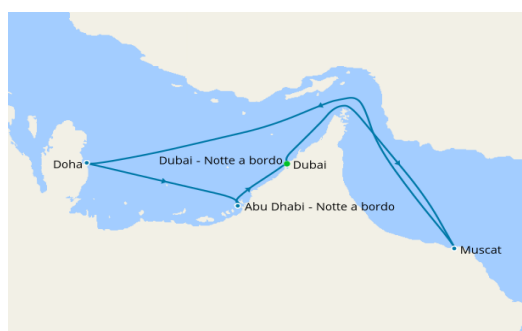 Dubai - Notte a bordo
Doha
Dubai
Abu Dhabi - Notte a bordo
Muscat